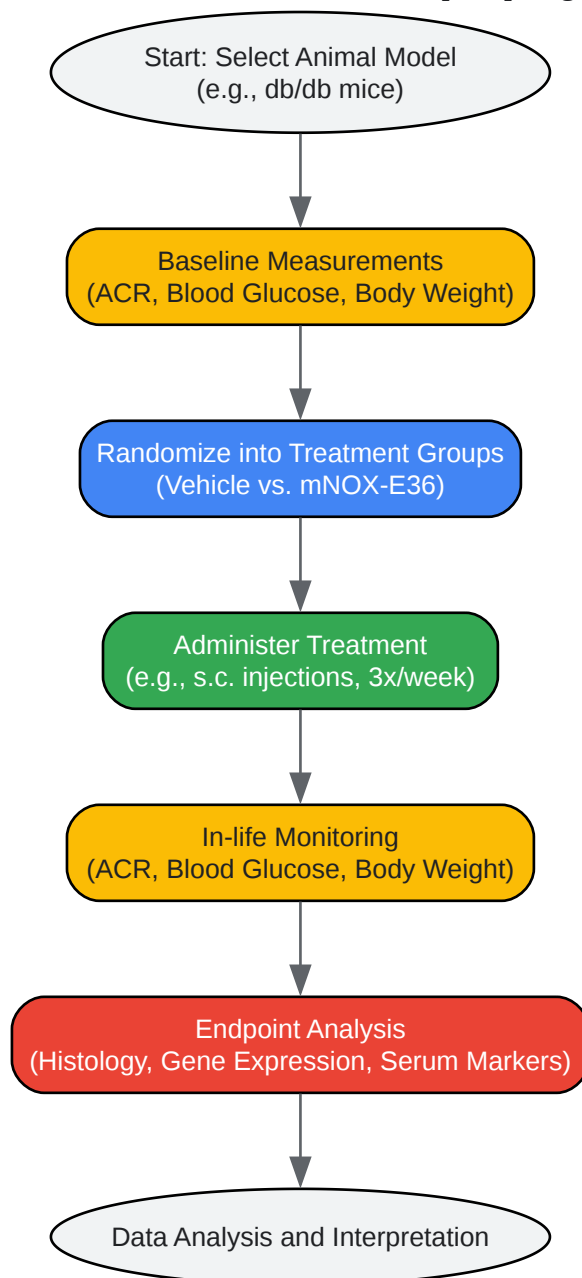 Start: Select Animal Model
(e.g., db/db mice)
Baseline Measurements
(ACR, Blood Glucose, Body Weight)
Randomize into Treatment Groups
(Vehicle vs. mNOX-E36)
Administer Treatment
(e.g., s.c. injections, 3x/week)
In-life Monitoring
(ACR, Blood Glucose, Body Weight)
Endpoint Analysis
(Histology, Gene Expression, Serum Markers)
Data Analysis and Interpretation